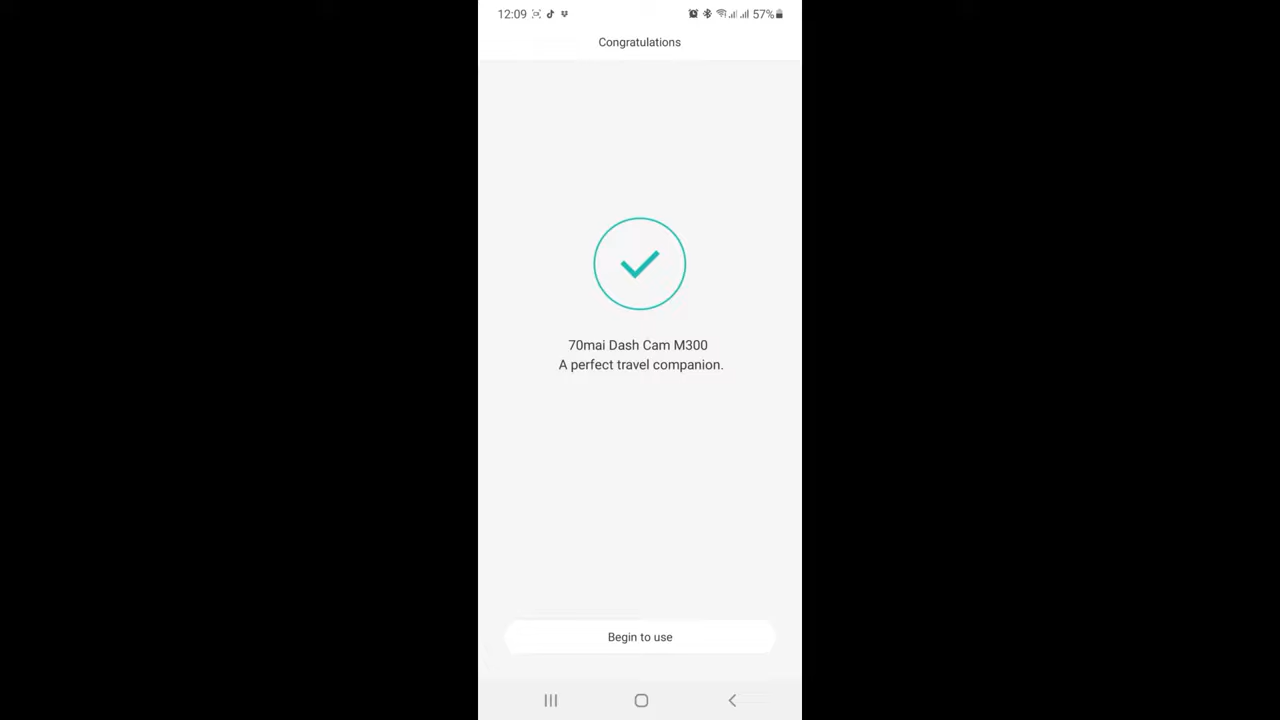 12:09 57%
Congratulations
70mai Dash Cam M300
A perfect travel companion.
Begin to use